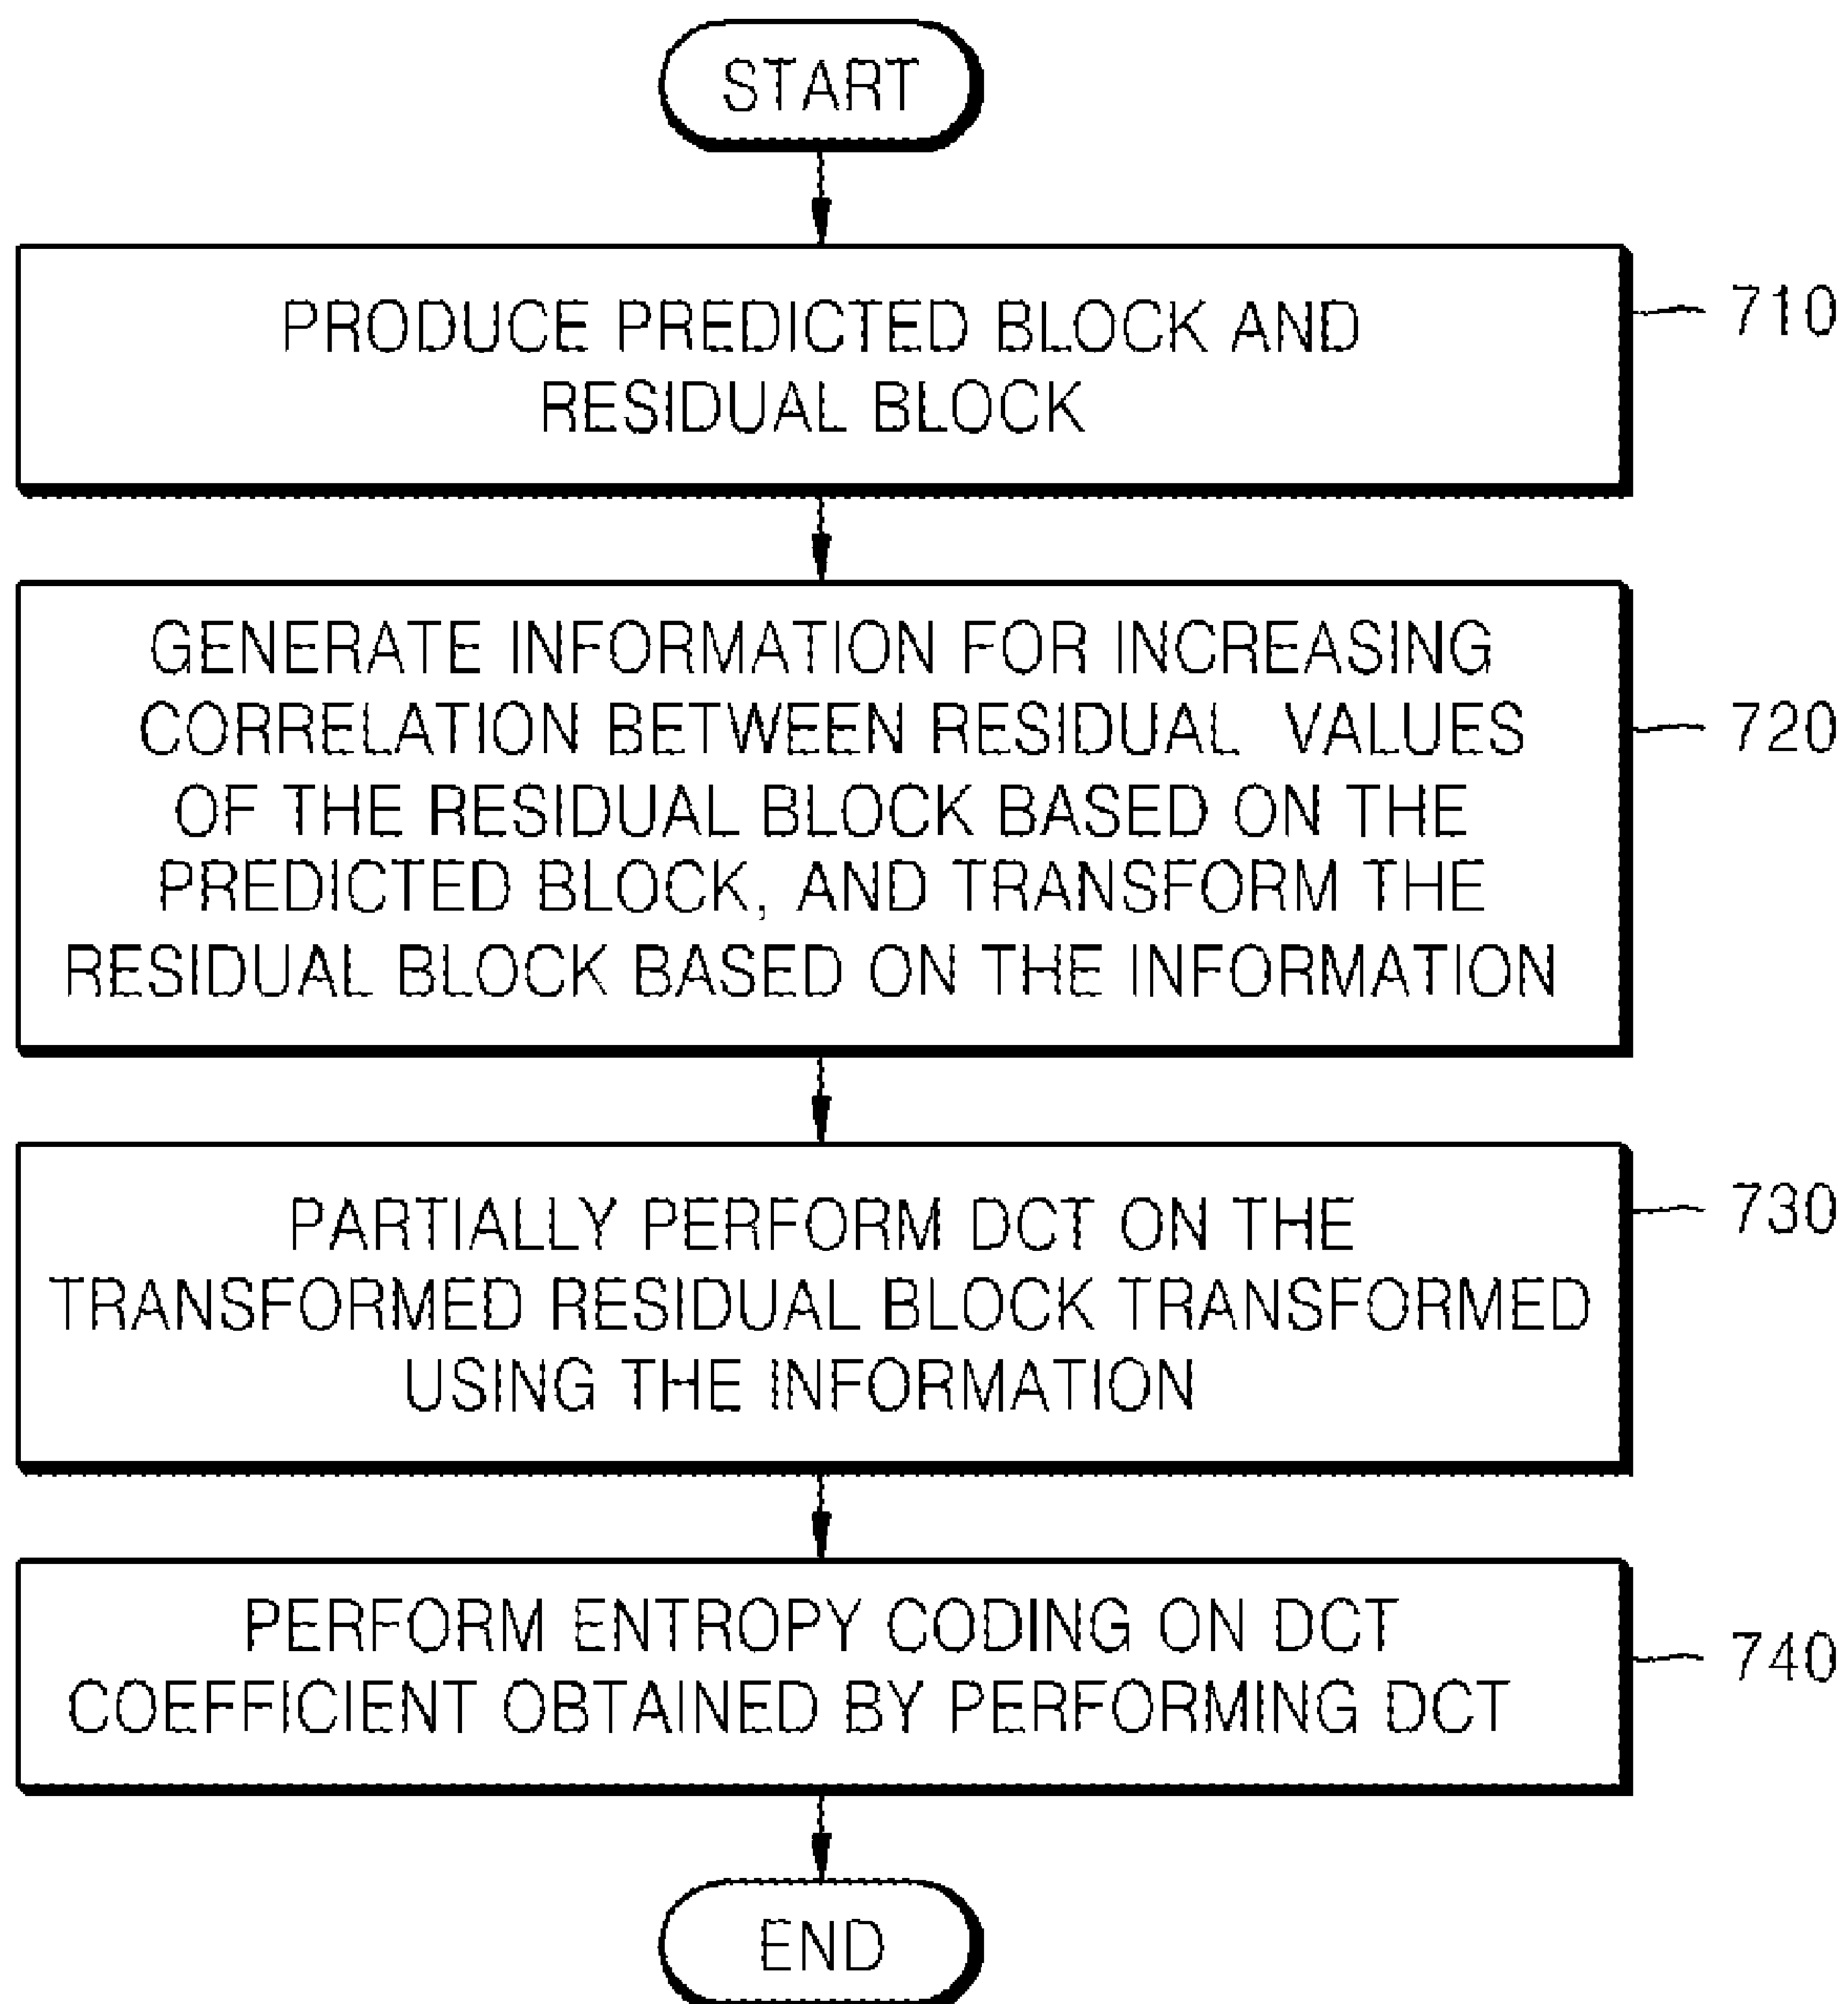 START
PRODUCE PREDICTED BLOCK AND
RESIDUAL BLOCK
710
GENERATE INFORMATION FOR INCREASING
CORRELATION BETWEEN RESIDUAL VALUES
OF THE RESIDUAL BLOCK BASED ON THE
PREDICTED BLOCK, AND TRANSFORM THE
RESIDUAL BLOCK BASED ON THE INFORMATION
720
PARTIALLY PERFORM DCT ON THE
TRANSFORMED RESIDUAL BLOCK TRANSFORMED
USING THE INFORMATION
730
PERFORM ENTROPY CODING ON DCT
COEFFICIENT OBTAINED BY PERFORMING DCT
740
END